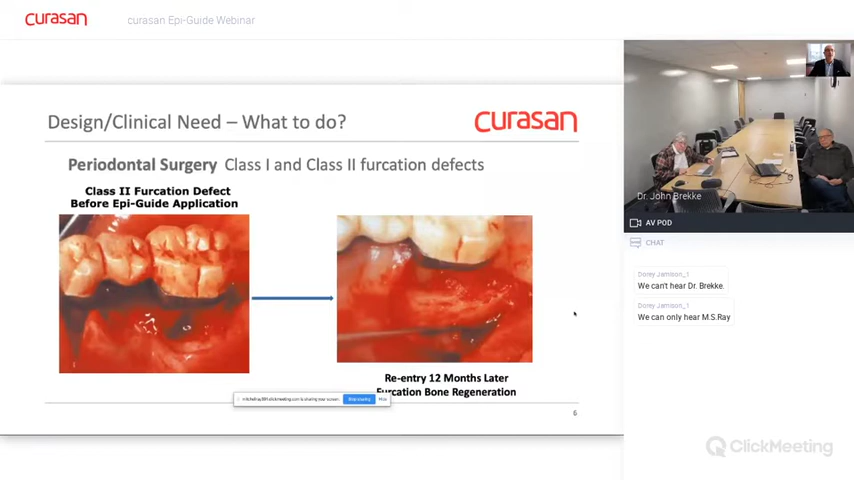 curasan
curasan Epi-Guide Webinar
Design/Clinical Need – What to do?
curasan
Periodontal Surgery Class I and Class II furcation defects
Class II Furcation Defect
Before Epi-Guide Application
Re-entry 12 Months Later
Furcation Bone Regeneration
Stop sharing
Hide
6
Dr. John Brekke
AV POD
CHAT
Dorey Jamison_1
We can't hear Dr. Brekke.
Dorey Jamison_1
We can only hear M.S.Ray
ClickMeeting